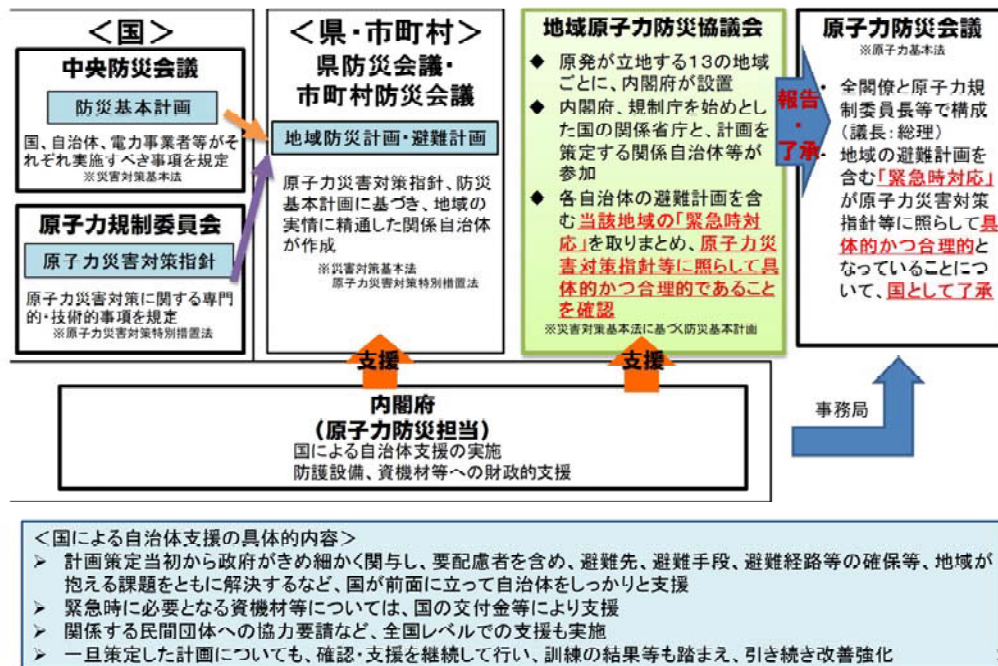 ＜国＞
中央防災会議
防災基本計画
国、自治体、電力事業者等がそ
れぞれ実施すべき事項を規定
※災害対策基本法
原子力規制委員会
原子力災害対策指針
原子力災害対策に関する専門
的・技術的事項を規定
※原子力災害対策特別措置法
＜県・市町村＞
県防災会議・
市町村防災会議
地域防災計画・避難計画
原子力災害対策指針、防災
基本計画に基づき、地域の
実情に精通した関係自治体
が作成
※災害対策基本法
原子力災害対策特別措置法
支援
地域原子力防災協議会
◆ 原発が立地する13の地域
ごとに、内閣府が設置
◆ 内閣府、規制庁を始めとし
た国の関係省庁と、計画を
策定する関係自治体等が
参加
◆ 各自治体の避難計画を含
む当該地域の「緊急時対
応」を取りまとめ、原子力災
害対策指針等に照らして具
体的かつ合理的であること
を確認
※災害対策基本法に基づく防災基本計画
支援
報告
・
了承
原子力防災会議
※原子力基本法
・ 全閣僚と原子力規
制委員長等で構成
（議長：総理）
・ 地域の避難計画を
含む「緊急時対応」
が原子力災害対策
指針等に照らして具
体的かつ合理的と
なっていることにつ
いて、国として了承
事務局
内閣府
（原子力防災担当）
国による自治体支援の実施
防護設備、資機材等への財政的支援
＜国による自治体支援の具体的内容＞
➢ 計画策定当初から政府がきめ細かく関与し、要配慮者を含め、避難先、避難手段、避難経路等の確保等、地域が
抱える課題をともに解決するなど、国が前面に立って自治体をしっかりと支援
➢ 緊急時に必要となる資機材等については、国の交付金等により支援
➢ 関係する民間団体への協力要請など、全国レベルでの支援も実施
➢ 一旦策定した計画についても、確認・支援を継続して行い、訓練の結果等も踏まえ、引き続き改善強化